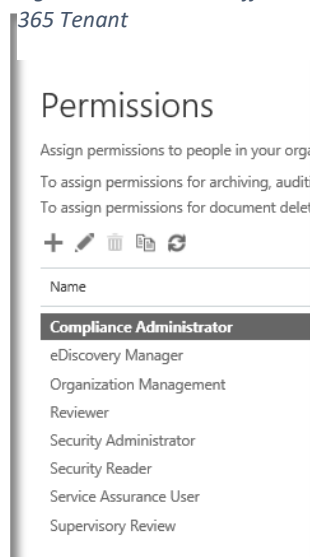 365 Tenant
Permissions
Assign permissions to people in your orga
To assign permissions for archiving, auditi
To assign permissions for document delet
Name
Compliance Administrator
eDiscovery Manager
Organization Management
Reviewer
Security Administrator
Security Reader
Service Assurance User
Supervisory Review